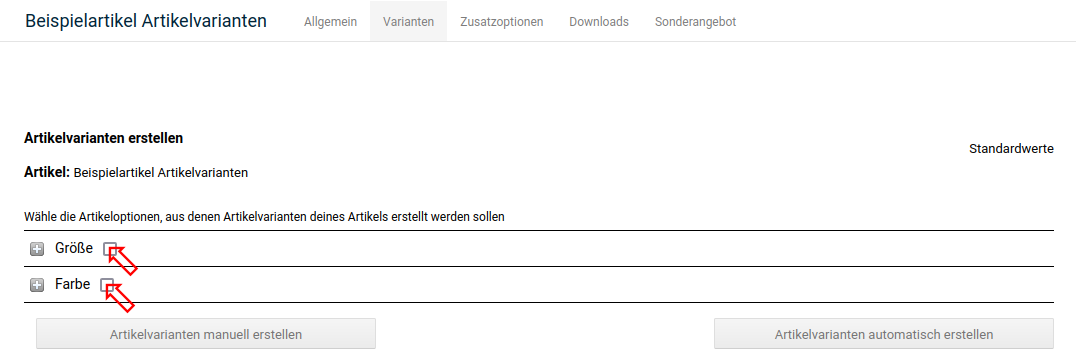 Beispielartikel Artikelvarianten Allgemein Varianten Zusatzoptionen Downloads Sonderangebot
Artikelvarianten erstellen
Standardwerte
Artikel: Beispielartikel Artikelvarianten
Wähle die Artikeloptionen, aus denen Artikelvarianten deines Artikels erstellt werden sollen
Größe
Farbe
Artikelvarianten manuell erstellen Artikelvarianten automatisch erstellen